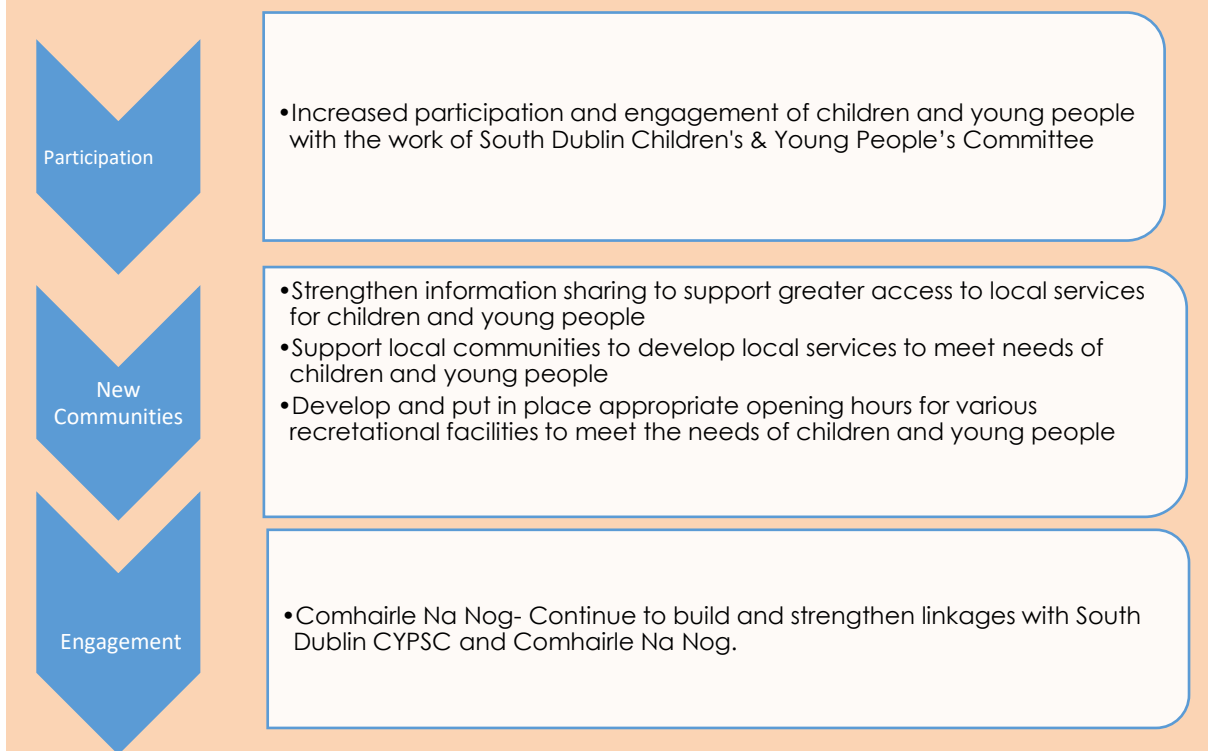 Participation
•Increased participation and engagement of children and young people
with the work of South Dublin Children's & Young People’s Committee
New
Communities
•Strengthen information sharing to support greater access to local services
for children and young people
•Support local communities to develop local services to meet needs of
children and young people
•Develop and put in place appropriate opening hours for various
recretational facilities to meet the needs of children and young people
Engagement
•Comhairle Na Nog- Continue to build and strengthen linkages with South
Dublin CYPSC and Comhairle Na Nog.